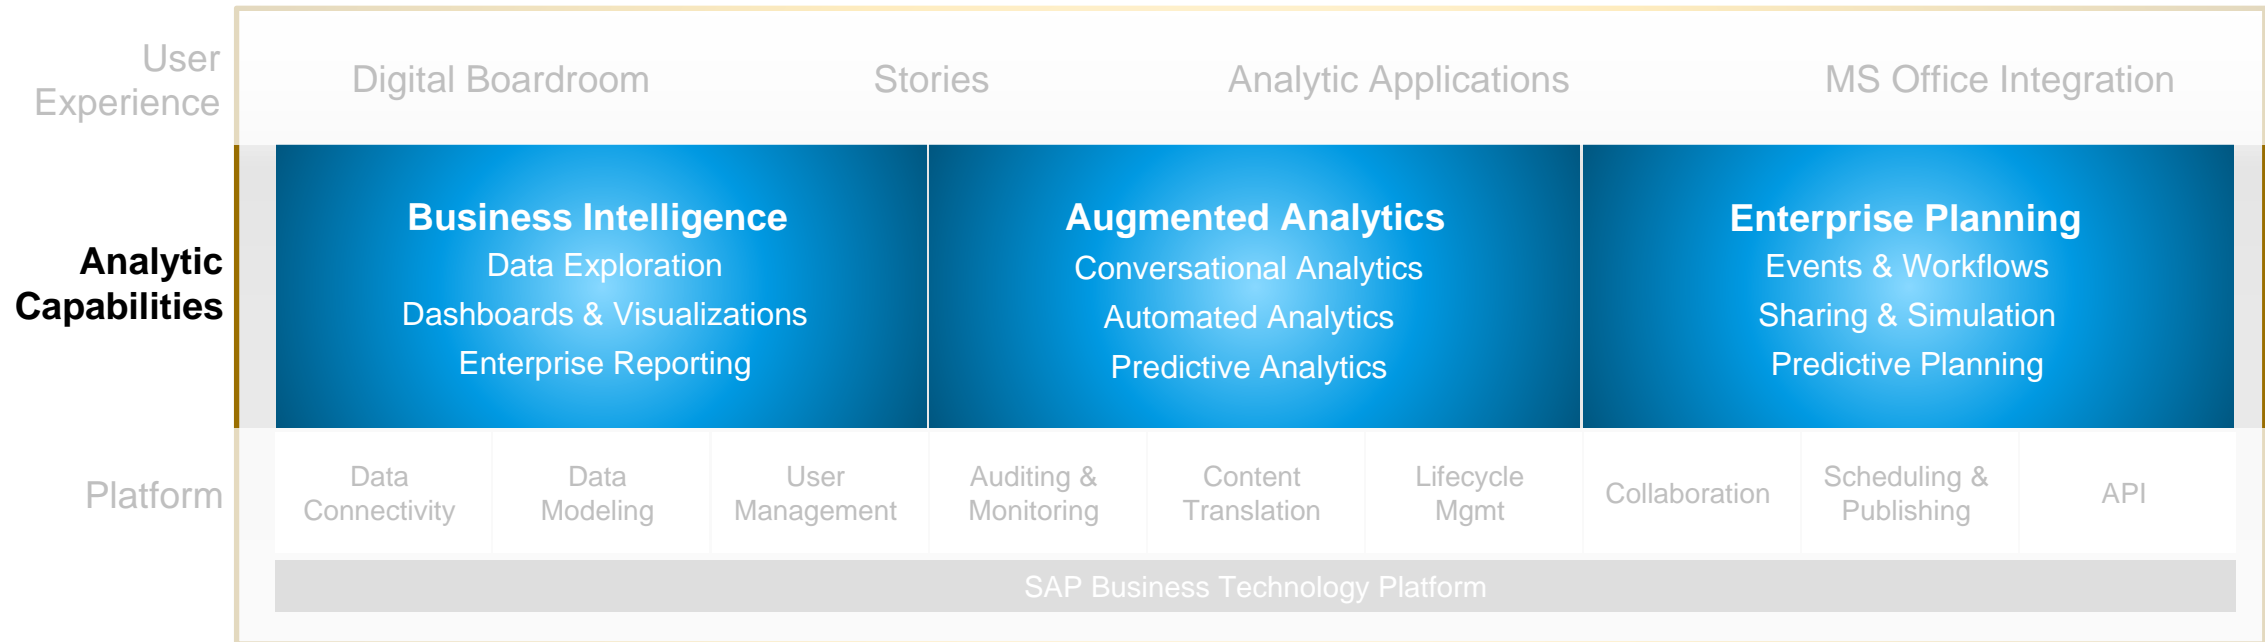 User
Experience
Digital Boardroom
Stories
Analytic Applications
MS Office Integration
Analytic
Capabilities
Business Intelligence
Data Exploration
Dashboards & Visualizations
Enterprise Reporting
Augmented Analytics
Conversational Analytics
Automated Analytics
Predictive Analytics
Enterprise Planning
Events & Workflows
Sharing & Simulation
Predictive Planning
Platform
Data
Connectivity
Data
Modeling
User
Management
Auditing &
Monitoring
Content
Translation
Lifecycle
Mgmt
Collaboration
Scheduling &
Publishing
API
SAP Business Technology Platform